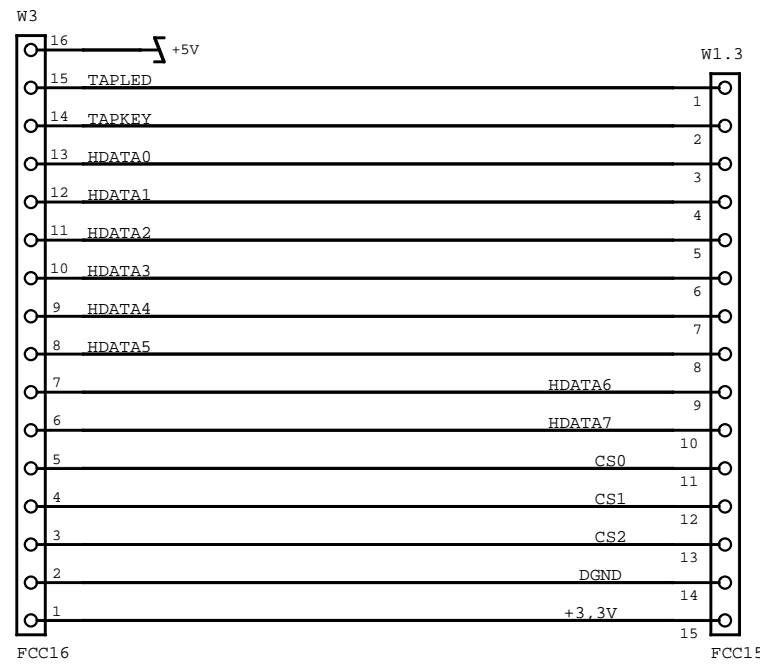 W3
16 +5V
W1.3
15 TAPLED
1
14 TAPKEY
2
13 HDATA0
3
12 HDATA1
4
11 HDATA2
5
10 HDATA3
6
9 HDATA4
7
8 HDATA5
8
7 HDATA6
9
6 HDATA7
10
5 CS0
11
4 CS1
12
3 CS2
13
2 DGND
14
1 +3,3V
15
FCC16 FCC15